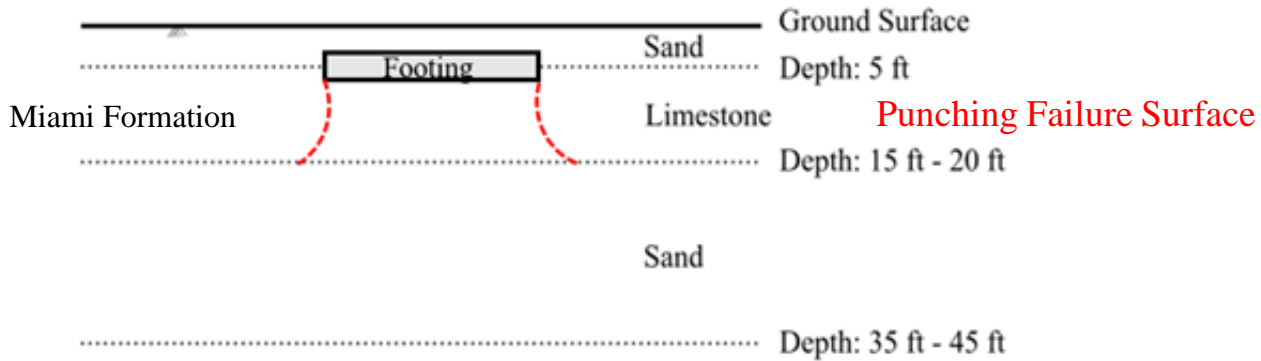 Ground Surface
Sand
Footing
Depth: 5 ft
Miami Formation
Limestone
Punching Failure Surface
Depth: 15 ft - 20 ft
Sand
Depth: 35 ft - 45 ft